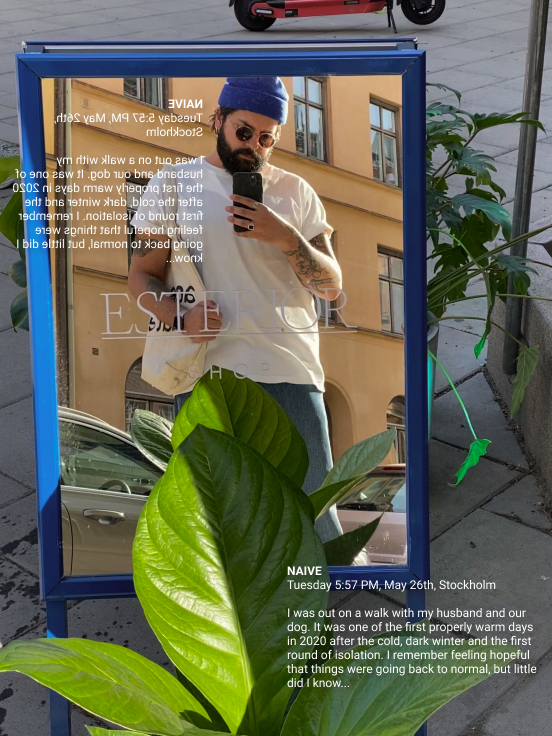 NAIVE
Tuesday 5:57 PM, May 26th,
Stockholm
I was out on a walk with my
husband and our dog. It was one of
the first properly warm days in 2020
after the cold, dark winter and the
first round of isolation. I remember
feeling hopeful that things were
going back to normal, but little did I
know...
ESTERIÖR
SHOP
NAIVE
Tuesday 5:57 PM, May 26th, Stockholm
I was out on a walk with my husband and our
dog. It was one of the first properly warm days
in 2020 after the cold, dark winter and the first
round of isolation. I remember feeling hopeful
that things were going back to normal, but little
did I know...